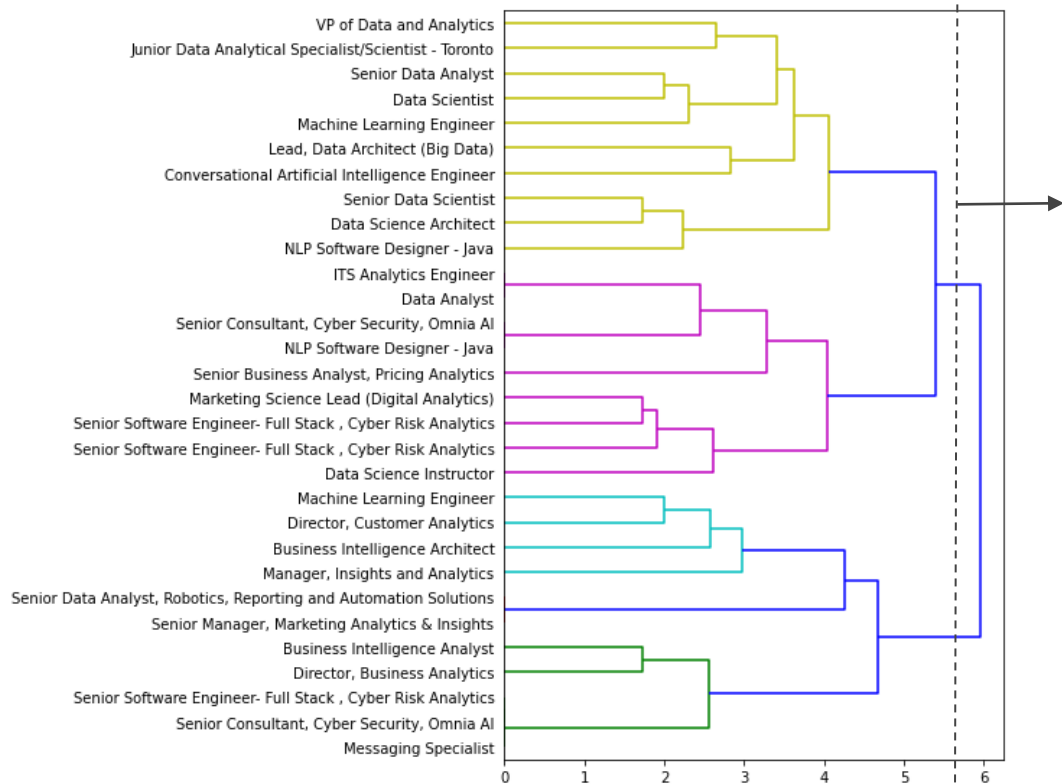 VP of Data and Analytics
Junior Data Analytical Specialist/Scientist - Toronto
Senior Data Analyst
Data Scientist
Machine Learning Engineer
Lead, Data Architect (Big Data)
Conversational Artificial Intelligence Engineer
Senior Data Scientist
Data Science Architect
NLP Software Designer - Java
ITS Analytics Engineer
Data Analyst
Senior Consultant, Cyber Security, Omnia AI
NLP Software Designer - Java
Senior Business Analyst, Pricing Analytics
Marketing Science Lead (Digital Analytics)
Senior Software Engineer- Full Stack , Cyber Risk Analytics
Senior Software Engineer- Full Stack , Cyber Risk Analytics
Data Science Instructor
Machine Learning Engineer
Director, Customer Analytics
Business Intelligence Architect
Manager, Insights and Analytics
Senior Data Analyst, Robotics, Reporting and Automation Solutions
Senior Manager, Marketing Analytics & Insights
Business Intelligence Analyst
Director, Business Analytics
Senior Software Engineer- Full Stack , Cyber Risk Analytics
Senior Consultant, Cyber Security, Omnia AI
Messaging Specialist
0 1 2 3 4 5 6